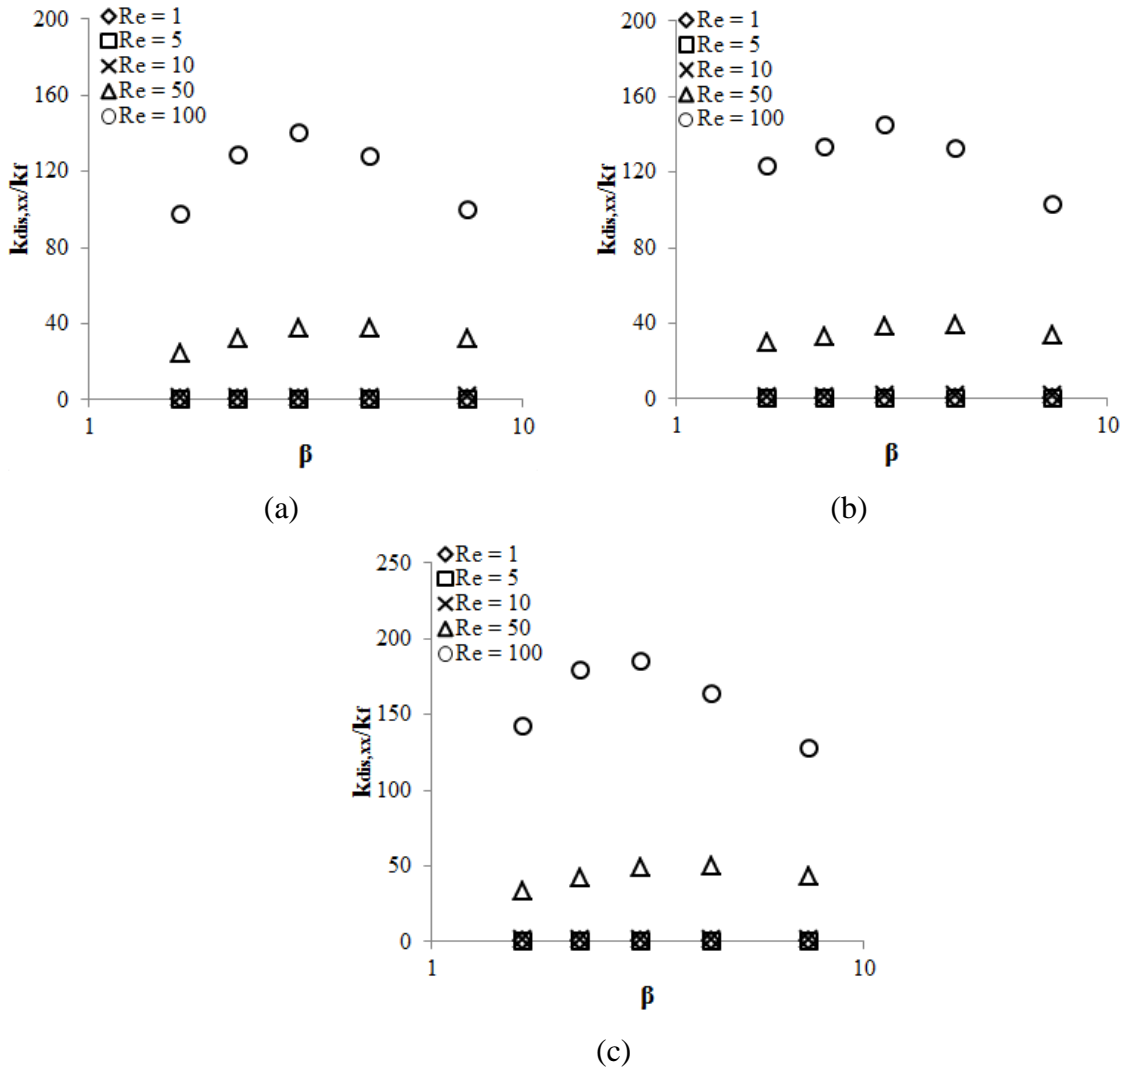 200
160
120
80
40
0
kdis,xx/kf
Re = 1
Re = 5
Re = 10
Re = 50
Re = 100
1
10
β
(a)
200
160
120
80
40
0
kdis,xx/kf
Re = 1
Re = 5
Re = 10
Re = 50
Re = 100
1
10
β
(b)
250
200
150
100
50
0
kdis,xx/kf
Re = 1
Re = 5
Re = 10
Re = 50
Re = 100
1
10
β
(c)